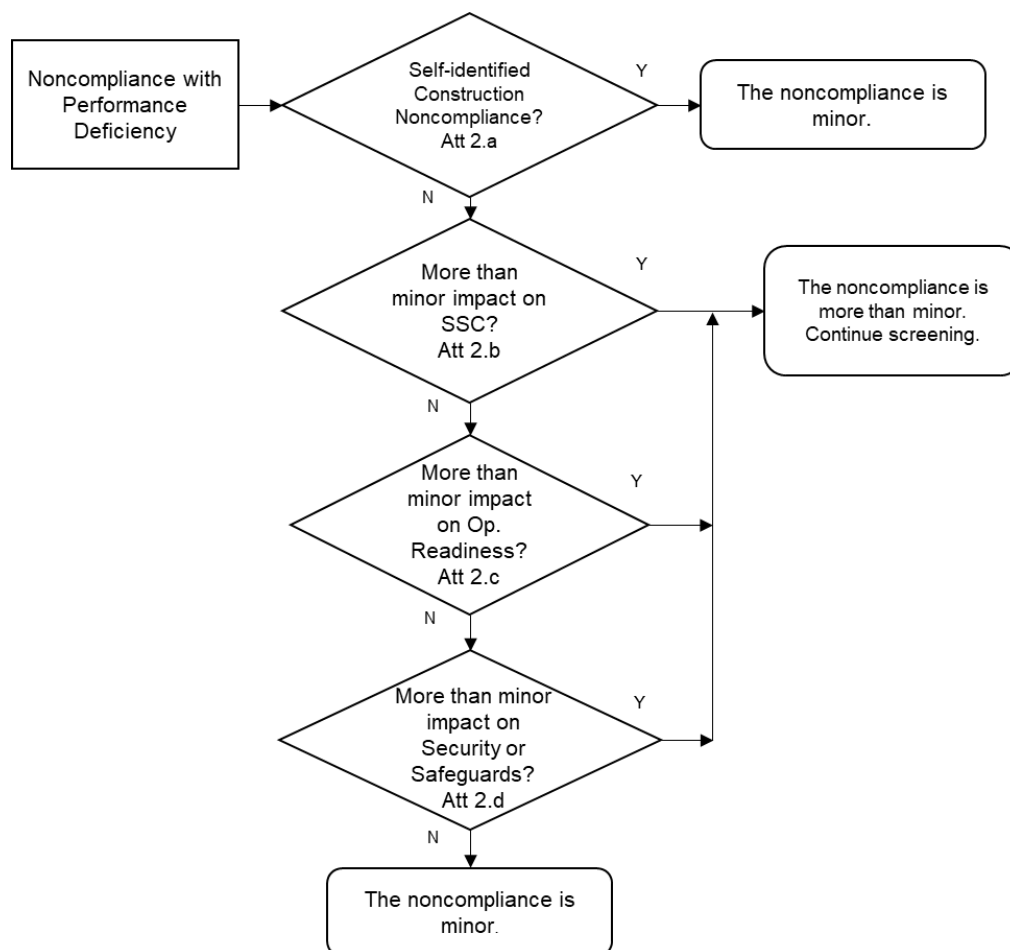 Noncompliance with
Performance
Deficiency
Self-identified
Construction
Noncompliance?
Att 2.a
Y
The noncompliance is
minor.
N
More than
minor impact on
SSC?
Att 2.b
Y
The noncompliance is
more than minor.
Continue screening.
N
More than
minor impact
on Op.
Readiness?
Att 2.c
Y
N
More than minor
impact on
Security or
Safeguards?
Att 2.d
Y
N
The noncompliance is
minor.